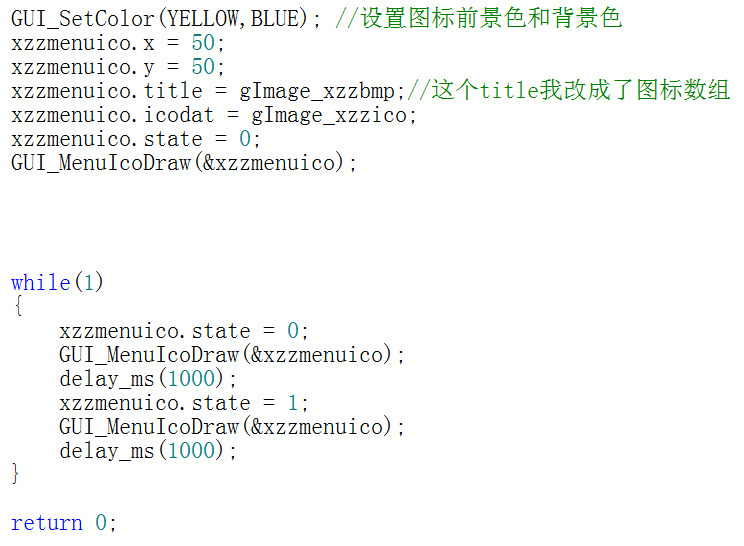 GUI_SetColor(YELLOW,BLUE); //设置图标前景色和背景色
xzzmenuico.x = 50;
xzzmenuico.y = 50;
xzzmenuico.title = gImage_xzzbmp;//这个title我改成了图标数组
xzzmenuico.icodat = gImage_xzzico;
xzzmenuico.state = 0;
GUI_MenuIcoDraw(&xzzmenuico);
while(1)
{
    xzzmenuico.state = 0;
    GUI_MenuIcoDraw(&xzzmenuico);
    delay_ms(1000);
    xzzmenuico.state = 1;
    GUI_MenuIcoDraw(&xzzmenuico);
    delay_ms(1000);
}
return 0;